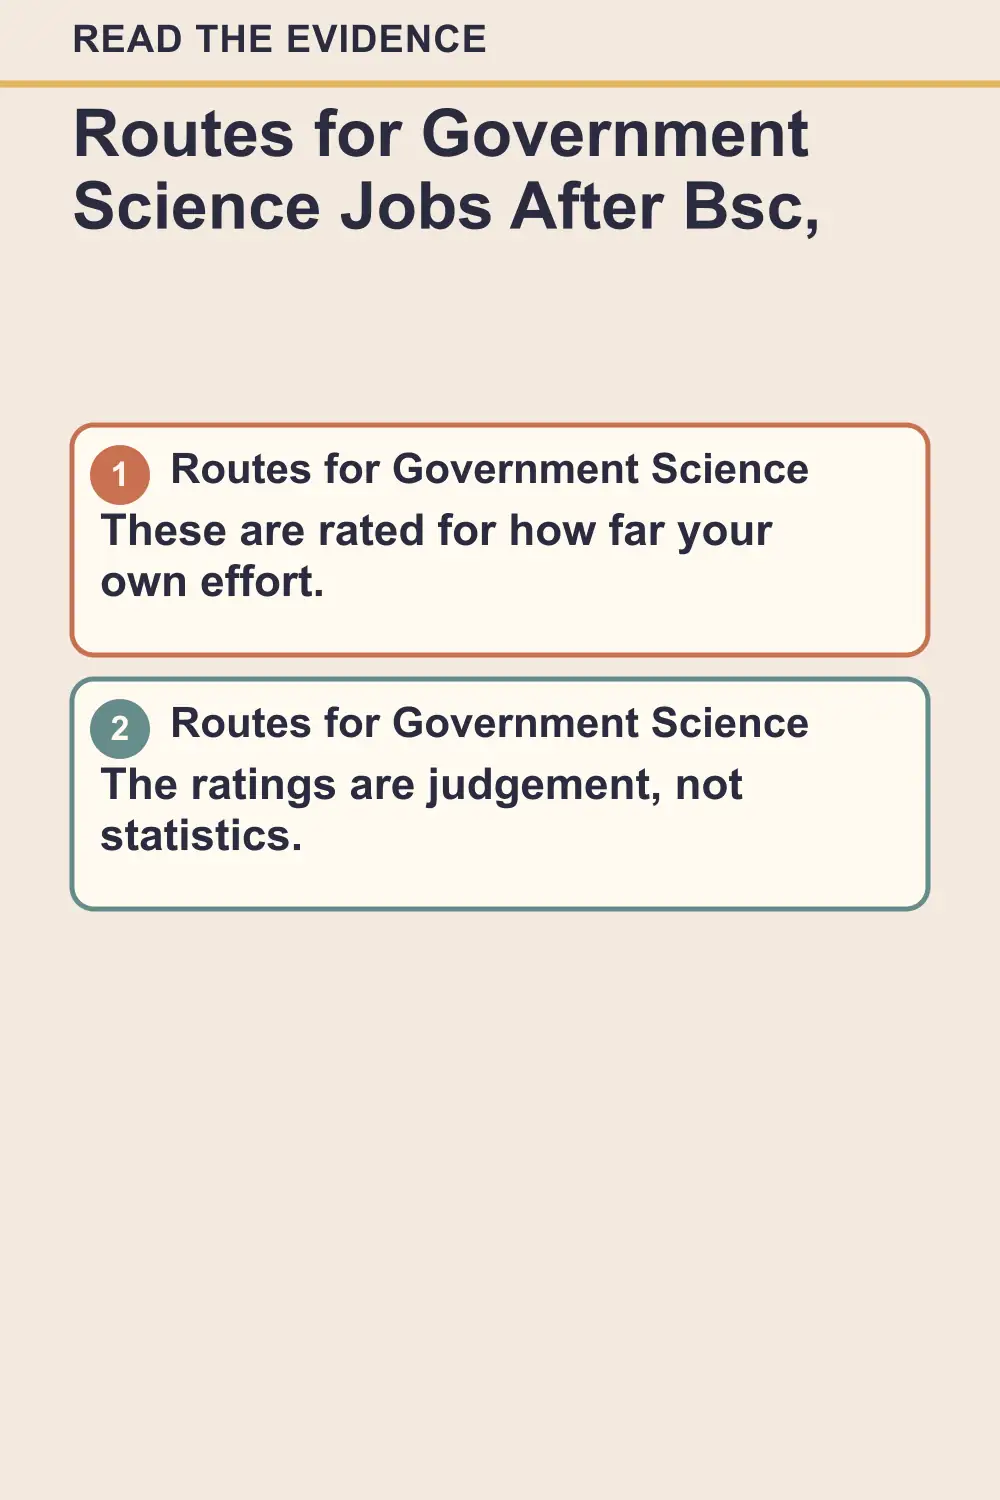 READ THE EVIDENCE
Routes for Government
Science Jobs After Bsc,
1 Routes for Government Science
These are rated for how far your
own effort.
2 Routes for Government Science
The ratings are judgement, not
statistics.